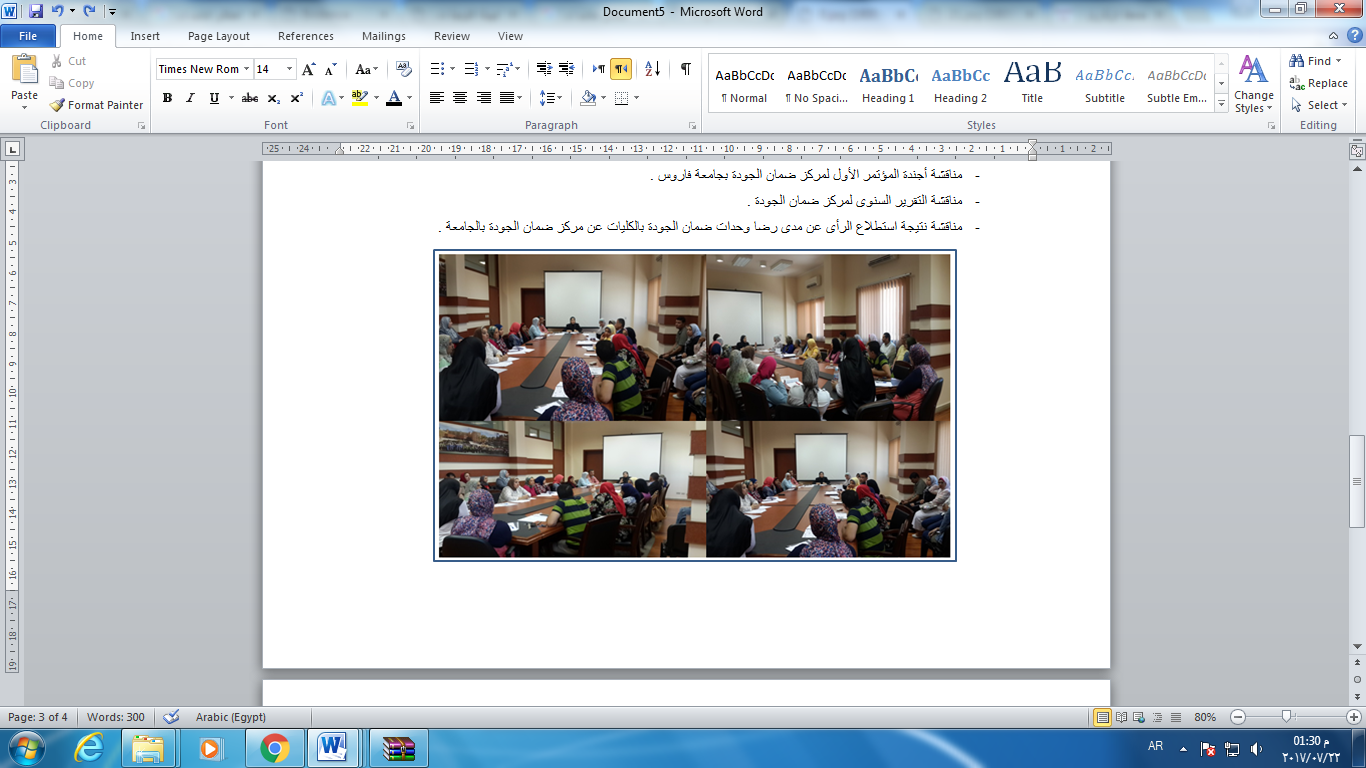 Document5 - Microsoft Word
File Home Insert Page Layout References Mailings Review View
Paste
Cut
Copy
Format Painter
Clipboard
Times New Rom 14
Font
Paragraph
AaBbCcDc AaBbCcDc AaBbCc AaBbCc AaB AaBbCc. AaBbCcDc
¶ Normal ¶ No Spaci... Heading 1 Heading 2 Title Subtitle Subtle Em...
Change Styles
Styles
Find
Replace
Select
Editing
- مناقشة أجندة المؤتمر الأول لمركز ضمان الجودة بجامعة فاروس .
- مناقشة التقرير السنوى لمركز ضمان الجودة .
- مناقشة نتيجة استطلاع الرأى عن مدى رضا وحدات ضمان الجودة بالكليات عن مركز ضمان الجودة بالجامعة .
Page: 3 of 4 Words: 300 Arabic (Egypt) 80%
AR
01:30 م
٢٠١٧/٠٧/٢٢